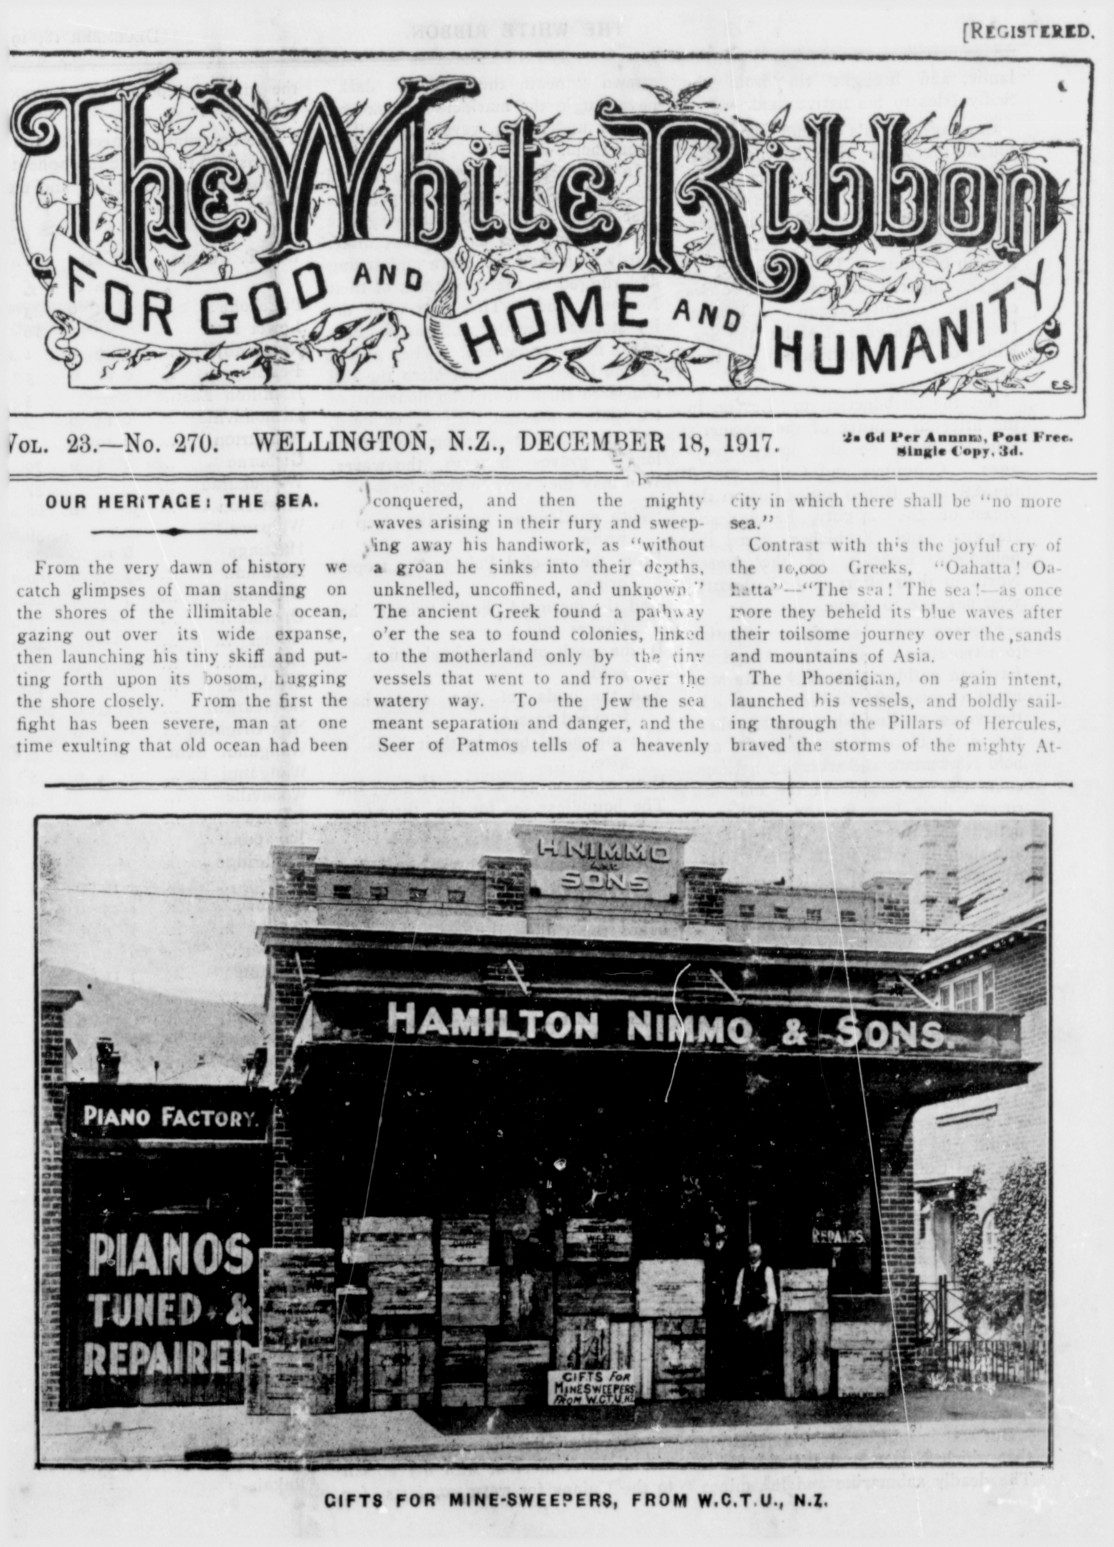 [REGISTERED.
The White Ribbon
FOR GOD AND HOME AND HUMANITY
E.S.
VOL. 23.—No. 270. WELLINGTON, N.Z., DECEMBER 18, 1917.
2s 6d Per Annum, Post Free.
Single Copy, 3d.
OUR HERITAGE: THE SEA.
From the very dawn of history we
catch glimpses of man standing on
the shores of the illimitable ocean,
gazing out over its wide expanse,
then launching his tiny skiff and put-
ting forth upon its bosom, hugging
the shore closely. From the first the
fight has been severe, man at one
time exulting that old ocean had been
conquered, and then the mighty
waves arising in their fury and sweep-
ing away his handiwork, as "without
a groan he sinks into their depths,
unknelled, uncoffined, and unknown."
The ancient Greek found a pathway
o'er the sea to found colonies, linked
to the motherland only by the tiny
vessels that went to and fro over the
watery way. To the Jew the sea
meant separation and danger, and the
Seer of Patmos tells of a heavenly
city in which there shall be "no more
sea."
Contrast with this the joyful cry of
the 10,000 Greeks, "Oahatta! Oa-
hatta"—"The sea! The sea!—as once
more they beheld its blue waves after
their toilsome journey over the sands
and mountains of Asia.
The Phoenician, on gain intent,
launched his vessels, and boldly sail-
ing through the Pillars of Hercules,
braved the storms of the mighty At-
H. NIMMO
AND
SONS
HAMILTON NIMMO & SONS.
PIANO FACTORY.
PIANOS
TUNED &
REPAIRED
REPAIRS.
GIFTS FOR
MINESWEEPERS
FROM W.C.T.U. NZ
GIFTS FOR MINE-SWEEPERS, FROM W.C.T.U., N.Z.